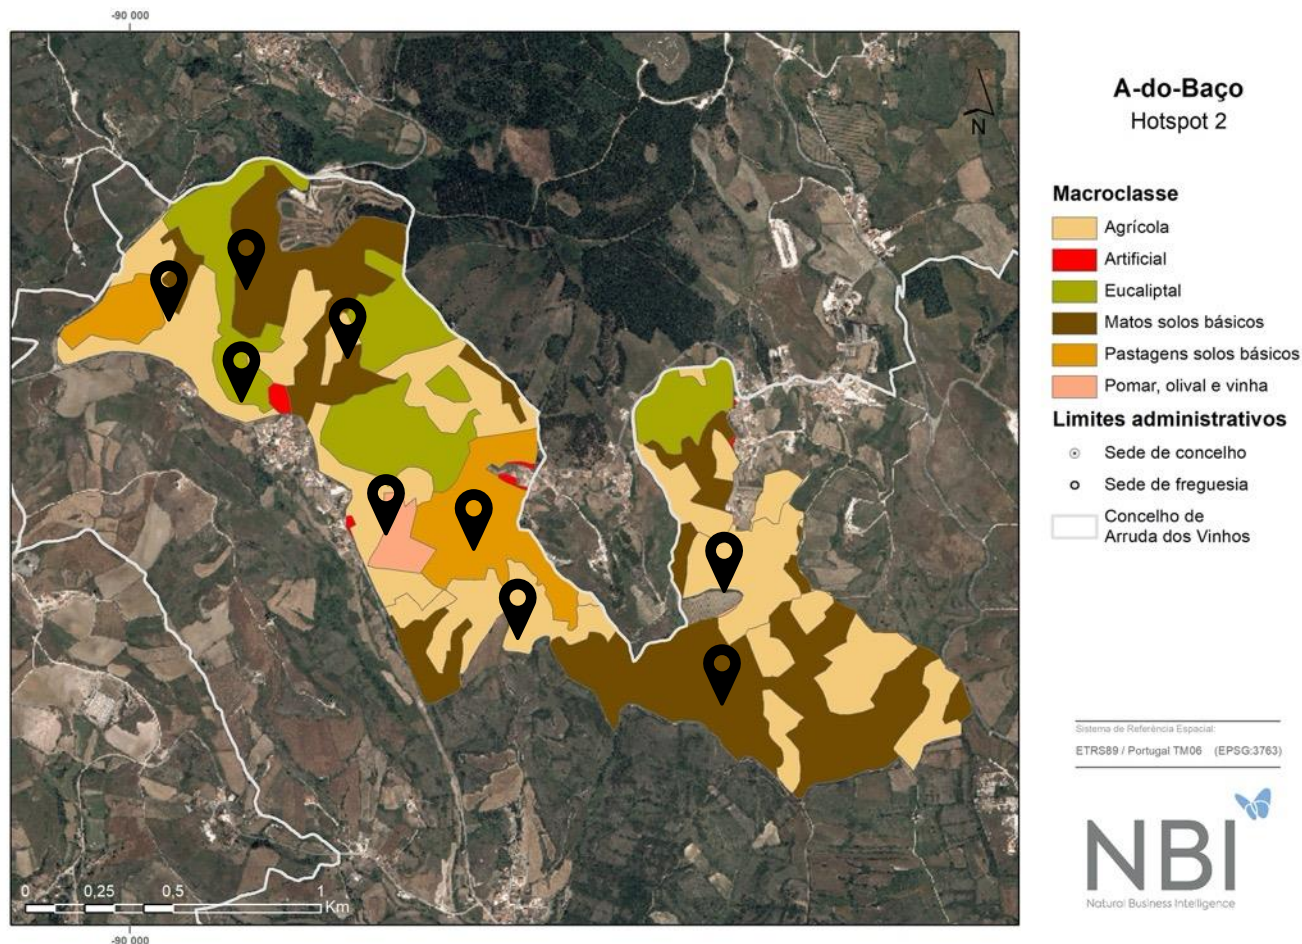 -90 000
N
0
0,25
0,5
1
Km
-90 000
A-do-Baço
Hotspot 2
Macroclasse
Agrícola
Artificial
Eucaliptal
Matos solos básicos
Pastagens solos básicos
Pomar, olival e vinha
Limites administrativos
Sede de concelho
Sede de freguesia
Concelho de
Arruda dos Vinhos
Sistema de Referência Espacial:
ETRS89 / Portugal TM06 (EPSG:3763)
NBI
Natural Business Intelligence